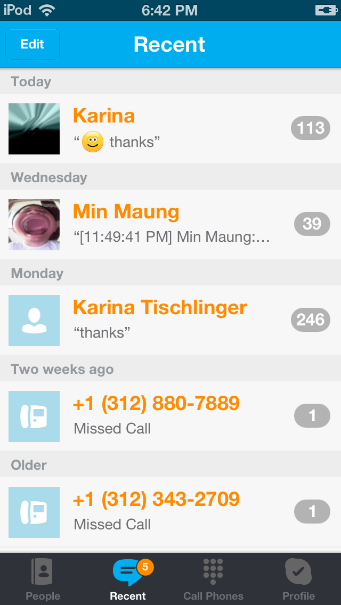 iPod 6:42 PM
Edit Recent
Today
Karina
113
“ thanks”
Wednesday
Min Maung
39
“[11:49:41 PM] Min Maung:...
Monday
Karina Tischlinger
246
“thanks”
Two weeks ago
+1 (312) 880-7889
1
Missed Call
Older
+1 (312) 343-2709
1
Missed Call
5
People Recent Call Phones Profile